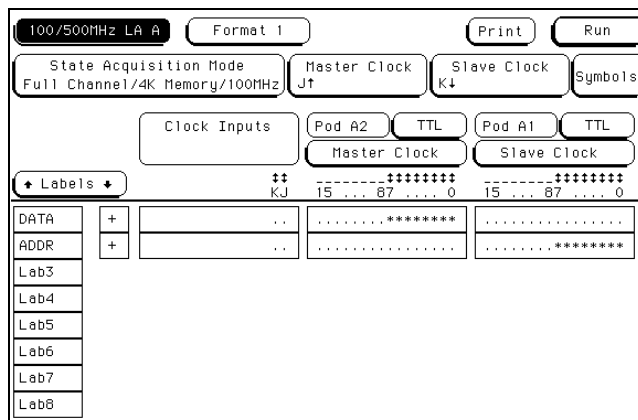 100/500MHz LA A Format 1 Print Run
State Acquisition Mode
Full Channel/4K Memory/100MHz
Master Clock
J↑
Slave Clock
K↓
Symbols
Clock Inputs
Pod A2 TTL
Master Clock
Pod A1 TTL
Slave Clock
↑ Labels ↓
↕↕
KJ
--------↕↕↕↕↕↕↕↕
15 ... 87 .... 0
--------↕↕↕↕↕↕↕↕
15 ... 87 .... 0
DATA + .. ........******** ................
ADDR + .. ................ ........********
Lab3
Lab4
Lab5
Lab6
Lab7
Lab8